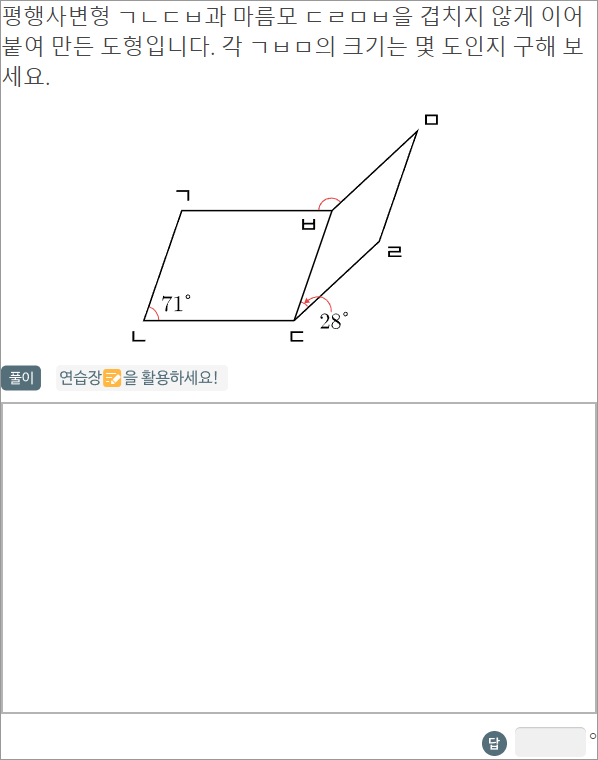 평행사변형 ㄱㄴㄷㅂ과 마름모 ㄷㄹㅁㅂ을 겹치지 않게 이어
붙여 만든 도형입니다. 각 ㄱㅂㅁ의 크기는 몇 도인지 구해 보
세요.
ㅁ
ㄱ
ㅂ
ㄹ
71°
28°
ㄴ
ㄷ
풀이 연습장을 활용하세요!
답 °